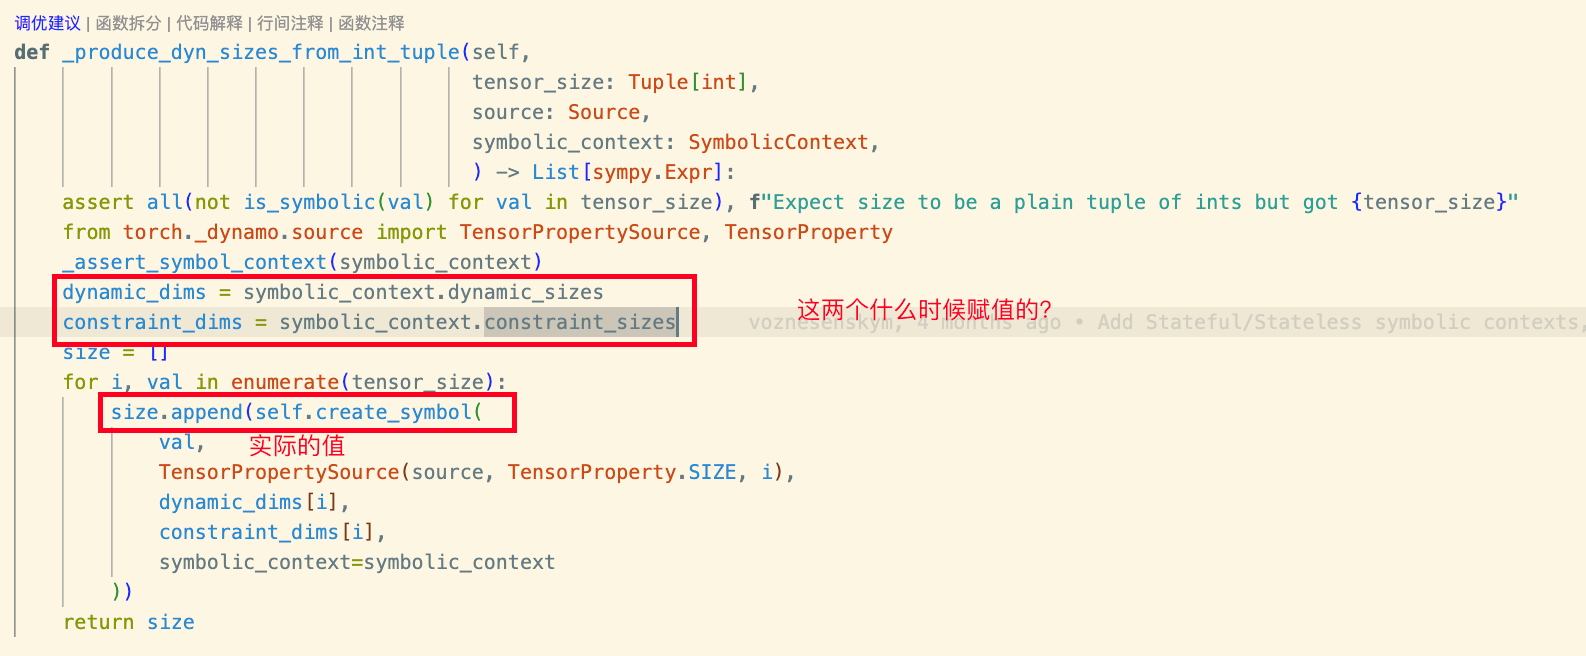 调优建议 | 函数拆分 | 代码解释 | 行间注释 | 函数注释
def _produce_dyn_sizes_from_int_tuple(self,
tensor_size: Tuple[int],
source: Source,
symbolic_context: SymbolicContext,
) -> List[sympy.Expr]:
assert all(not is_symbolic(val) for val in tensor_size), f"Expect size to be a plain tuple of ints but got {tensor_size}"
from torch._dynamo.source import TensorPropertySource, TensorProperty
_assert_symbol_context(symbolic_context)
dynamic_dims = symbolic_context.dynamic_sizes
这两个什么时候赋值的?
constraint_dims = symbolic_context.constraint_sizes voznesenskym, 4 months ago • Add Stateful/Stateless symbolic contexts,
size = []
for i, val in enumerate(tensor_size):
size.append(self.create_symbol(
val, 实际的值
TensorPropertySource(source, TensorProperty.SIZE, i),
dynamic_dims[i],
constraint_dims[i],
symbolic_context=symbolic_context
))
return size